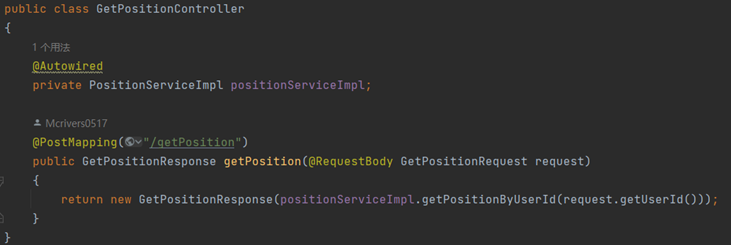 public class GetPositionController
{
1 个用法
@Autowired
private PositionServiceImpl positionServiceImpl;
Mcrivers0517
@PostMapping("/getPosition")
public GetPositionResponse getPosition(@RequestBody GetPositionRequest request)
{
return new GetPositionResponse(positionServiceImpl.getPositionByUserId(request.getUserId()));
}
}